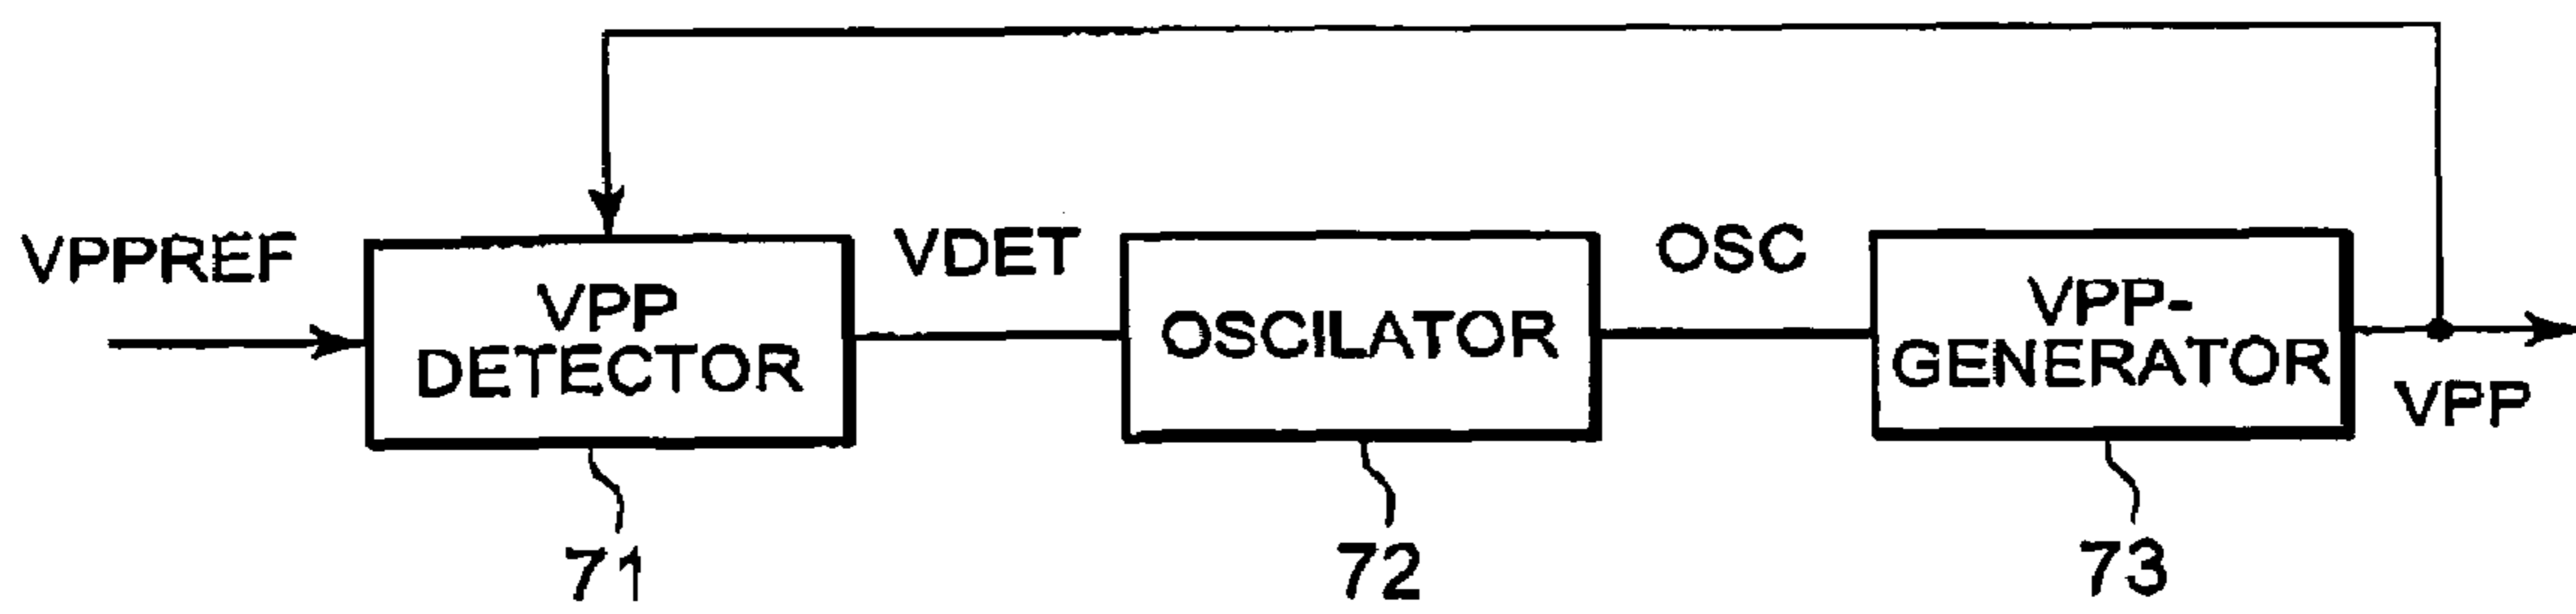 VPPREF
VPP
DETECTOR
VDET
OSCILATOR
OSC
VPP-
GENERATOR
VPP
71
72
73